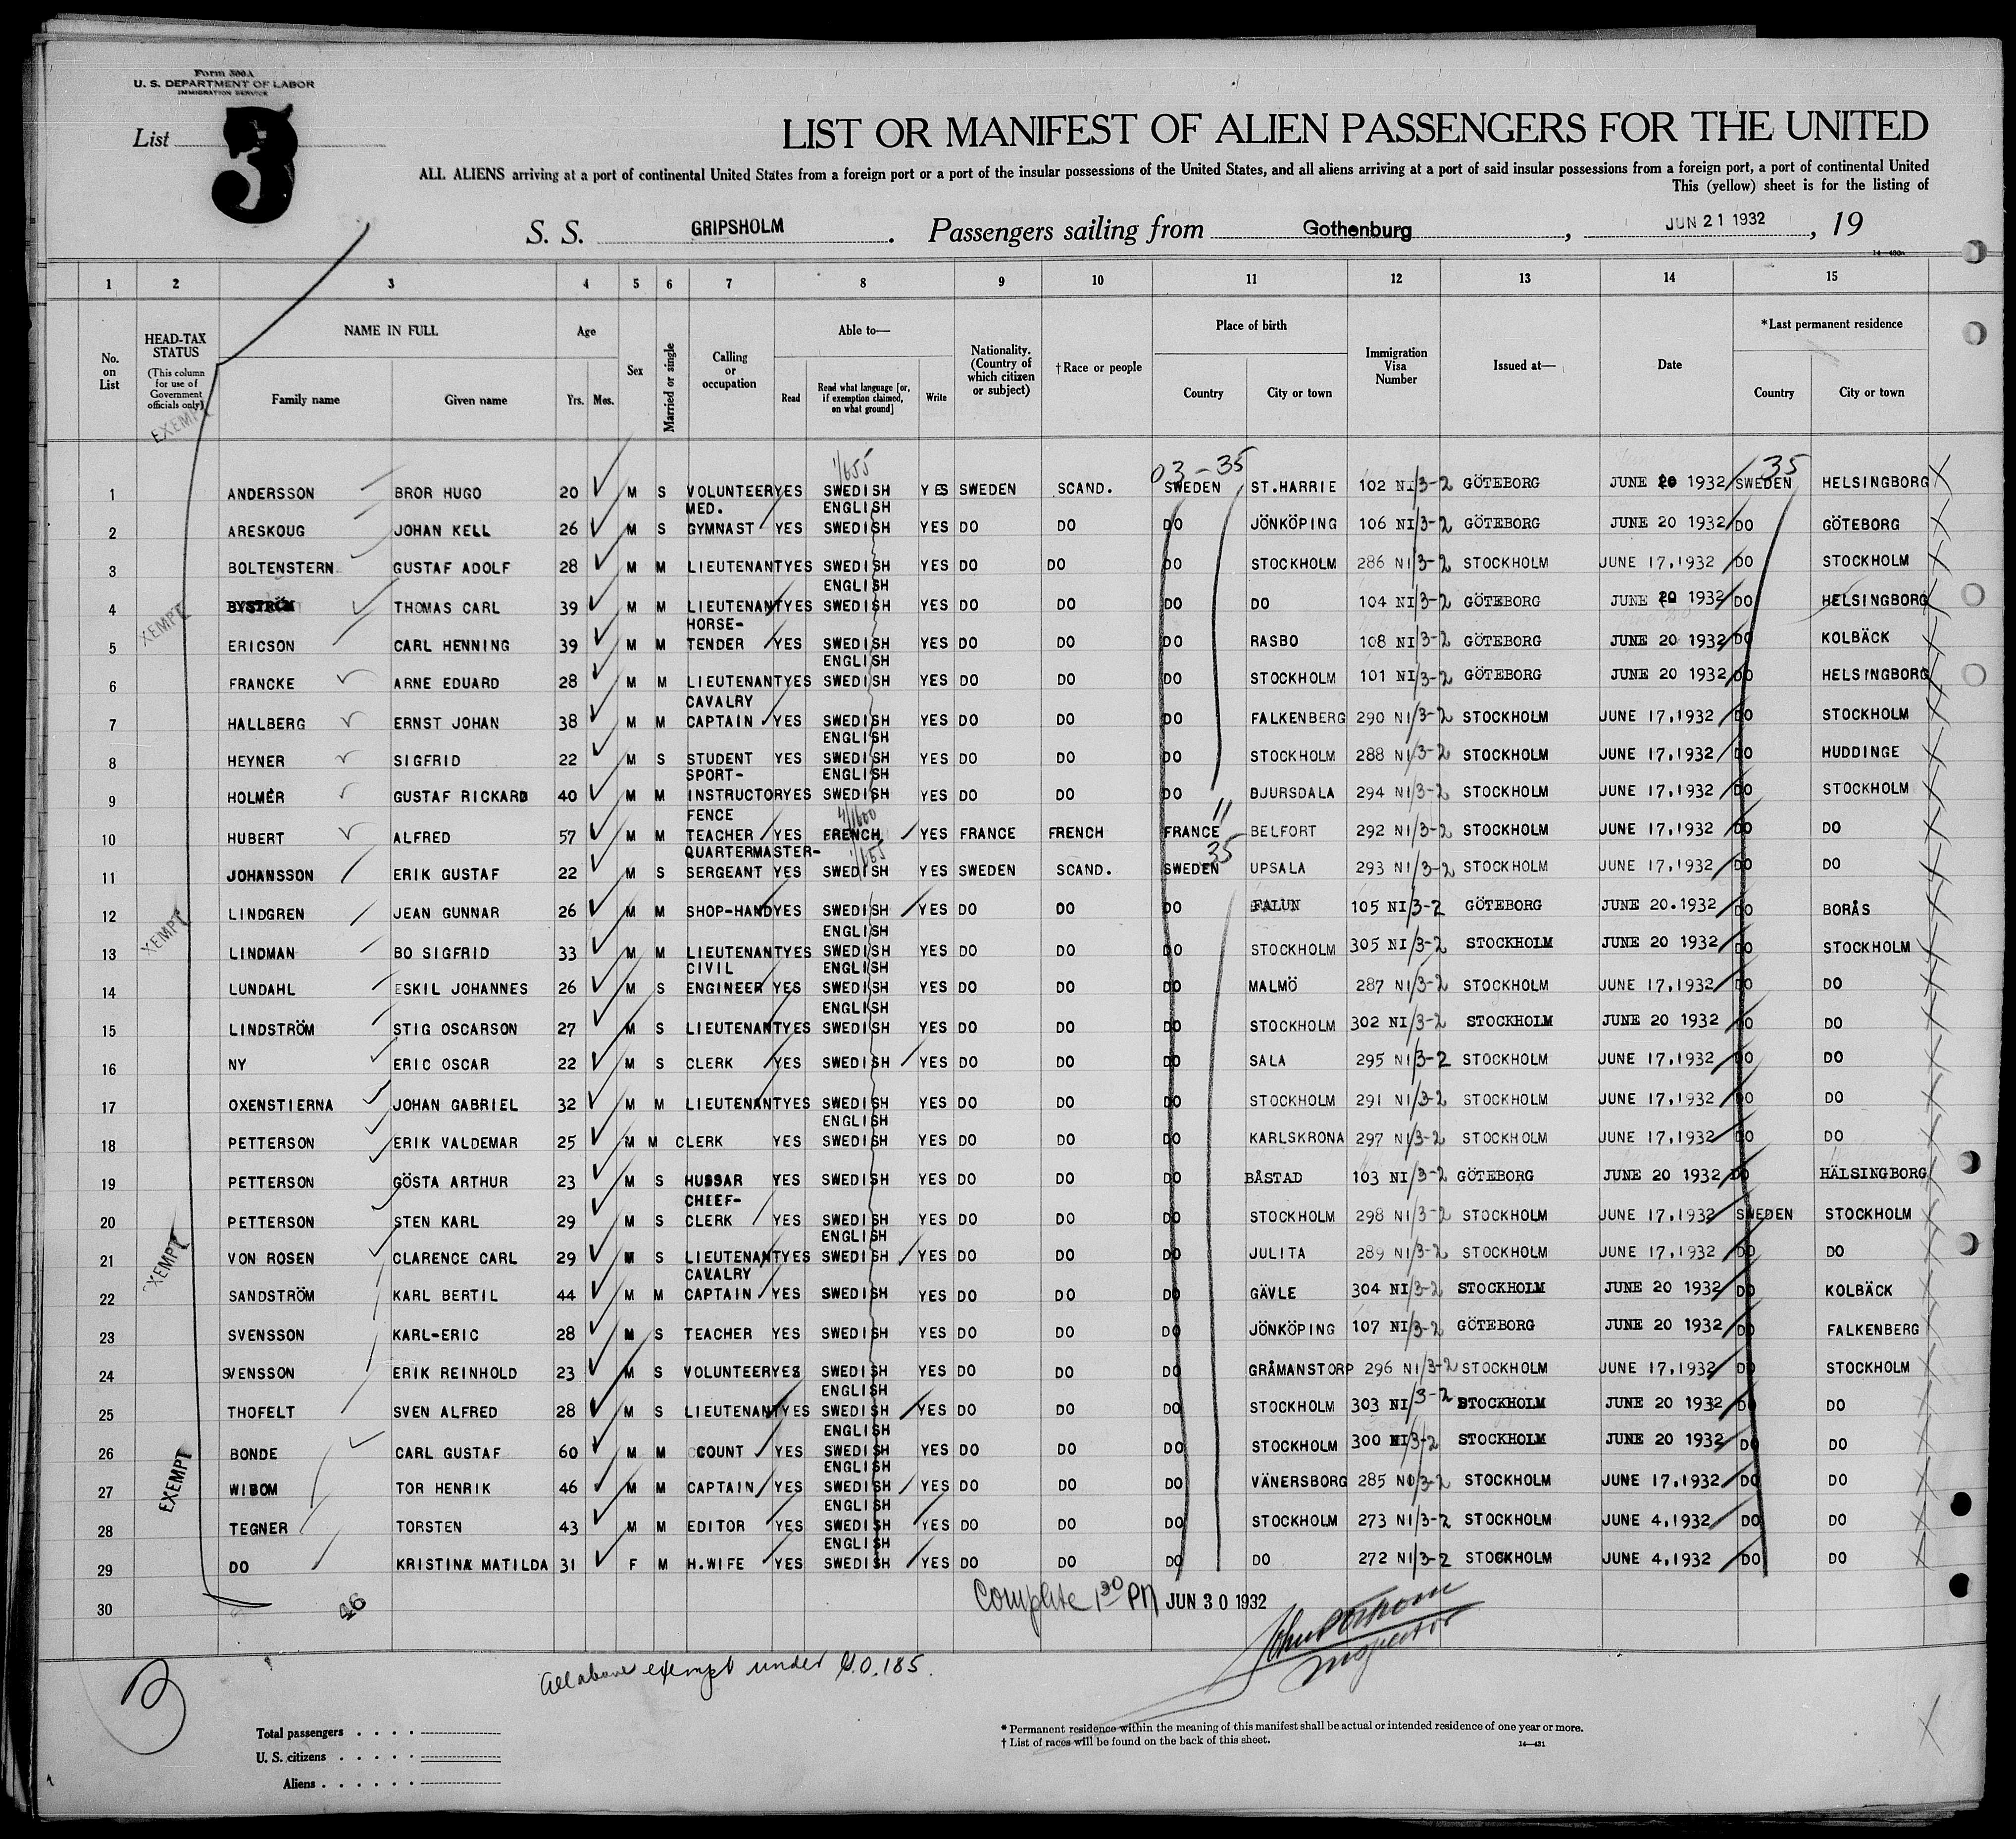 Form 500A
U. S. DEPARTMENT OF LABOR
IMMIGRATION SERVICE
List 3
LIST OR MANIFEST OF ALIEN PASSENGERS FOR THE UNITED
ALL ALIENS arriving at a port of continental United States from a foreign port or a port of the insular possessions of the United States, and all aliens arriving at a port of said insular possessions from a foreign port, a port of continental United
This (yellow) sheet is for the listing of
S. S. GRIPSHOLM . Passengers sailing from Gothenburg , JUN 21 1932 , 19
14—430a
1 2 3 4 5 6 7 8 9 10 11 12 13 14 15
No. on List
HEAD-TAX STATUS
(This column for use of Government officials only)
NAME IN FULL
Family name Given name
Age
Yrs. Mos.
Sex
Married or single
Calling or occupation
Able to—
Read
Read what language [or, if exemption claimed, on what ground]
Write
Nationality. (Country of which citizen or subject)
†Race or people
Place of birth
Country City or town
Immigration Visa Number
Issued at—
Date
*Last permanent residence
Country City or town
EXEMPT
1/655 03-35 35
1 ANDERSSON BROR HUGO 20 M S VOLUNTEER YES SWEDISH YES SWEDEN SCAND. SWEDEN ST.HARRIE 102 NI 3-2 GÖTEBORG JUNE 20 1932 SWEDEN HELSINGBORG
2 ARESKOUG JOHAN KELL 26 M S MED. GYMNAST YES ENGLISH SWEDISH YES DO DO DO JÖNKÖPING 106 NI 3-2 GÖTEBORG JUNE 20 1932 DO GÖTEBORG
3 BOLTENSTERN GUSTAF ADOLF 28 M M LIEUTENANT YES SWEDISH YES DO DO DO STOCKHOLM 286 NI 3-2 STOCKHOLM JUNE 17,1932 DO STOCKHOLM
4 BYSTRÖM THOMAS CARL 39 M M LIEUTENANT YES ENGLISH SWEDISH YES DO DO DO DO 104 NI 3-2 GÖTEBORG JUNE 20 1932 DO HELSINGBORG
XEMPT
5 ERICSON CARL HENNING 39 M M HORSE-TENDER YES SWEDISH YES DO DO DO RASBO 108 NI 3-2 GÖTEBORG JUNE 20 1932 DO KOLBÄCK
6 FRANCKE ARNE EDUARD 28 M M LIEUTENANT YES ENGLISH SWEDISH YES DO DO DO STOCKHOLM 101 NI 3-2 GÖTEBORG JUNE 20 1932 DO HELSINGBORG
7 HALLBERG ERNST JOHAN 38 M M CAVALRY CAPTAIN YES SWEDISH YES DO DO DO FALKENBERG 290 NI 3-2 STOCKHOLM JUNE 17,1932 DO STOCKHOLM
8 HEYNER SIGFRID 22 M S STUDENT YES ENGLISH SWEDISH YES DO DO DO STOCKHOLM 288 NI 3-2 STOCKHOLM JUNE 17,1932 DO HUDDINGE
9 HOLMÉR GUSTAF RICKARD 40 M M SPORT-INSTRUCTOR YES ENGLISH SWEDISH YES DO DO DO BJURSDALA 294 NI 3-2 STOCKHOLM JUNE 17,1932 DO STOCKHOLM
4/1600 11
10 HUBERT ALFRED 57 M M FENCE TEACHER YES FRENCH YES FRANCE FRENCH FRANCE BELFORT 292 NI 3-2 STOCKHOLM JUNE 17,1932 DO DO
1/655 35
11 JOHANSSON ERIK GUSTAF 22 M S QUARTERMASTER-SERGEANT YES SWEDISH YES SWEDEN SCAND. SWEDEN UPSALA 293 NI 3-2 STOCKHOLM JUNE 17,1932 DO DO
12 LINDGREN JEAN GUNNAR 26 M M SHOP-HAND YES SWEDISH YES DO DO DO FALUN 105 NI 3-2 GÖTEBORG JUNE 20.1932 DO BORÅS
XEMPT
13 LINDMAN BO SIGFRID 33 M M LIEUTENANT YES ENGLISH SWEDISH YES DO DO DO STOCKHOLM 305 NI 3-2 STOCKHOLM JUNE 20 1932 DO STOCKHOLM
14 LUNDAHL ESKIL JOHANNES 26 M S CIVIL ENGINEER YES ENGLISH SWEDISH YES DO DO DO MALMÖ 287 NI 3-2 STOCKHOLM JUNE 17,1932 DO DO
15 LINDSTRÖM STIG OSCARSON 27 M S LIEUTENANT YES ENGLISH SWEDISH YES DO DO DO STOCKHOLM 302 NI 3-2 STOCKHOLM JUNE 20 1932 DO DO
16 NY ERIC OSCAR 22 M S CLERK YES SWEDISH YES DO DO DO SALA 295 NI 3-2 STOCKHOLM JUNE 17,1932 DO DO
17 OXENSTIERNA JOHAN GABRIEL 32 M M LIEUTENANT YES SWEDISH YES DO DO DO STOCKHOLM 291 NI 3-2 STOCKHOLM JUNE 17,1932 DO DO
18 PETTERSON ERIK VALDEMAR 25 M M CLERK YES ENGLISH SWEDISH YES DO DO DO KARLSKRONA 297 NI 3-2 STOCKHOLM JUNE 17,1932 DO DO
19 PETTERSON GÖSTA ARTHUR 23 M S HUSSAR YES SWEDISH YES DO DO DO BÅSTAD 103 NI 3-2 GÖTEBORG JUNE 20 1932 DO HÄLSINGBORG
20 PETTERSON STEN KARL 29 M S CHEEF-CLERK YES SWEDISH YES DO DO DO STOCKHOLM 298 NI 3-2 STOCKHOLM JUNE 17,1932 SWEDEN STOCKHOLM
21 VON ROSEN CLARENCE CARL 29 M S LIEUTENANT YES ENGLISH SWEDISH YES DO DO DO JULITA 289 NI 3-2 STOCKHOLM JUNE 17,1932 DO DO
XEMPT
22 SANDSTRÖM KARL BERTIL 44 M M CAVALRY CAPTAIN YES SWEDISH YES DO DO DO GÄVLE 304 NI 3-2 STOCKHOLM JUNE 20 1932 DO KOLBÄCK
23 SVENSSON KARL-ERIC 28 M S TEACHER YES SWEDISH YES DO DO DO JÖNKÖPING 107 NI 3-2 GÖTEBORG JUNE 20 1932 DO FALKENBERG
24 SVENSSON ERIK REINHOLD 23 M S VOLUNTEER YES SWEDISH YES DO DO DO GRÅMANSTORP 296 NI 3-2 STOCKHOLM JUNE 17,1932 DO STOCKHOLM
25 THOFELT SVEN ALFRED 28 M S LIEUTENANT YES ENGLISH SWEDISH YES DO DO DO STOCKHOLM 303 NI 3-2 STOCKHOLM JUNE 20 1932 DO DO
26 BONDE CARL GUSTAF 60 M M COUNT YES ENGLISH SWEDISH YES DO DO DO STOCKHOLM 300 NI 3-2 STOCKHOLM JUNE 20 1932 DO DO
EXEMPT
27 WIBOM TOR HENRIK 46 M M CAPTAIN YES ENGLISH SWEDISH YES DO DO DO VÄNERSBORG 285 NI 3-2 STOCKHOLM JUNE 17,1932 DO DO
28 TEGNER TORSTEN 43 M M EDITOR YES ENGLISH SWEDISH YES DO DO DO STOCKHOLM 273 NI 3-2 STOCKHOLM JUNE 4,1932 DO DO
29 DO KRISTINA MATILDA 31 F M H.WIFE YES ENGLISH SWEDISH YES DO DO DO DO 272 NI 3-2 STOCKHOLM JUNE 4,1932 DO DO
30 26 Complete 1 30 PM JUN 30 1932
Inspector
All above exempt under G.O.185.
B
Total passengers . . . .
U. S. citizens . . . . .
Aliens . . . . . .
* Permanent residence within the meaning of this manifest shall be actual or intended residence of one year or more.
† List of races will be found on the back of this sheet.
14—431